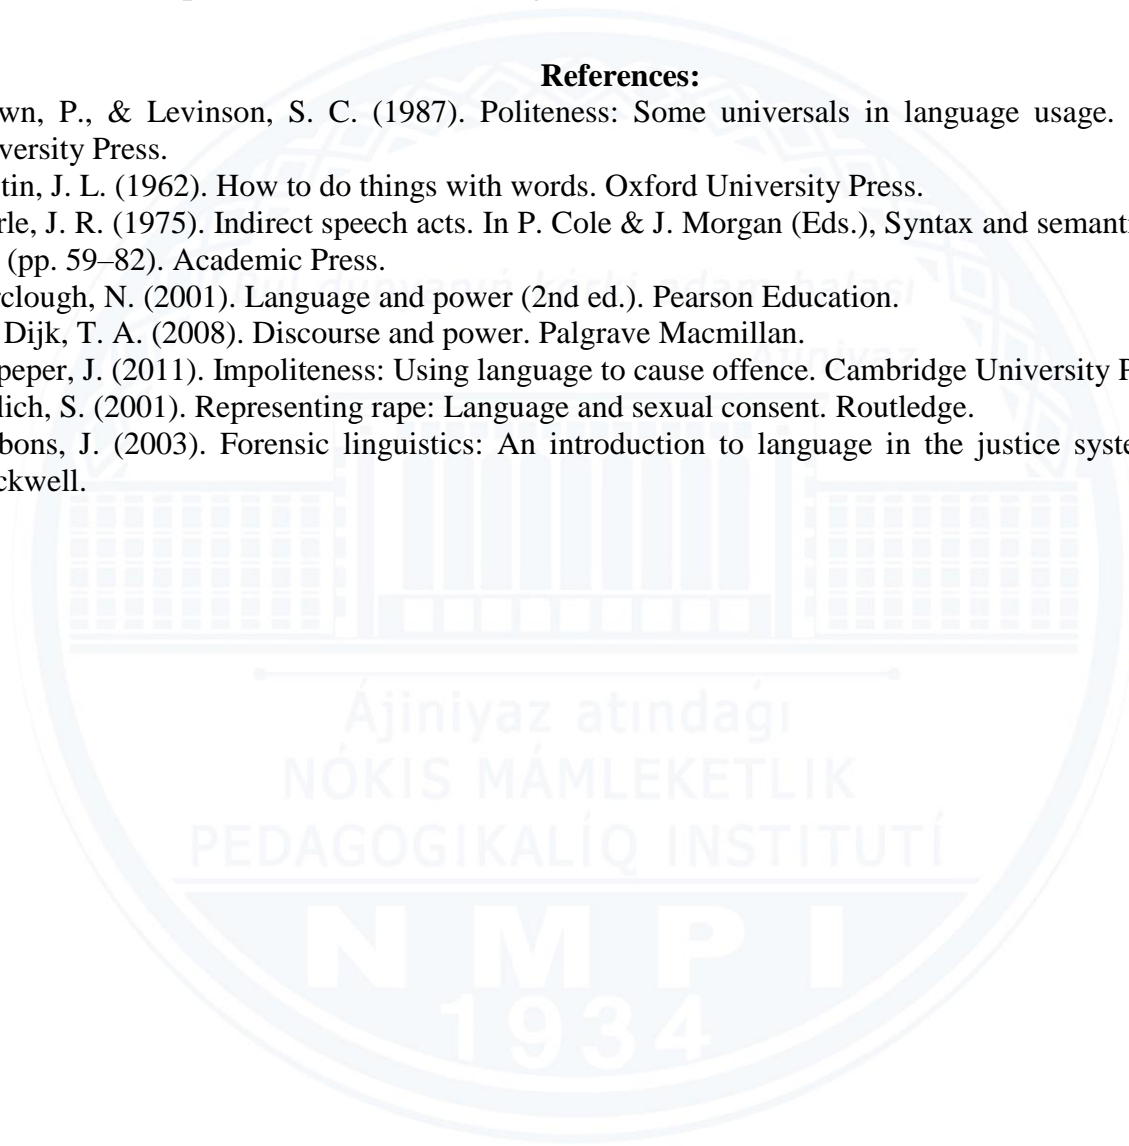 References:
wn, P., & Levinson, S. C. (1987). Politeness: Some universals in language usage.
versity Press.
tin, J. L. (1962). How to do things with words. Oxford University Press.
rle, J. R. (1975). Indirect speech acts. In P. Cole & J. Morgan (Eds.), Syntax and semant
(pp. 59–82). Academic Press.
rclough, N. (2001). Language and power (2nd ed.). Pearson Education.
Dijk, T. A. (2008). Discourse and power. Palgrave Macmillan.
peper, J. (2011). Impoliteness: Using language to cause offence. Cambridge University P
lich, S. (2001). Representing rape: Language and sexual consent. Routledge.
bons, J. (2003). Forensic linguistics: An introduction to language in the justice syste
ckwell.
Ájiniyaz
Ájiniyaz atındaǵı
NÓKIS MÁMLEKETLIK
PEDAGOGIKALÍQ INSTITUTÍ
NMPI
1934